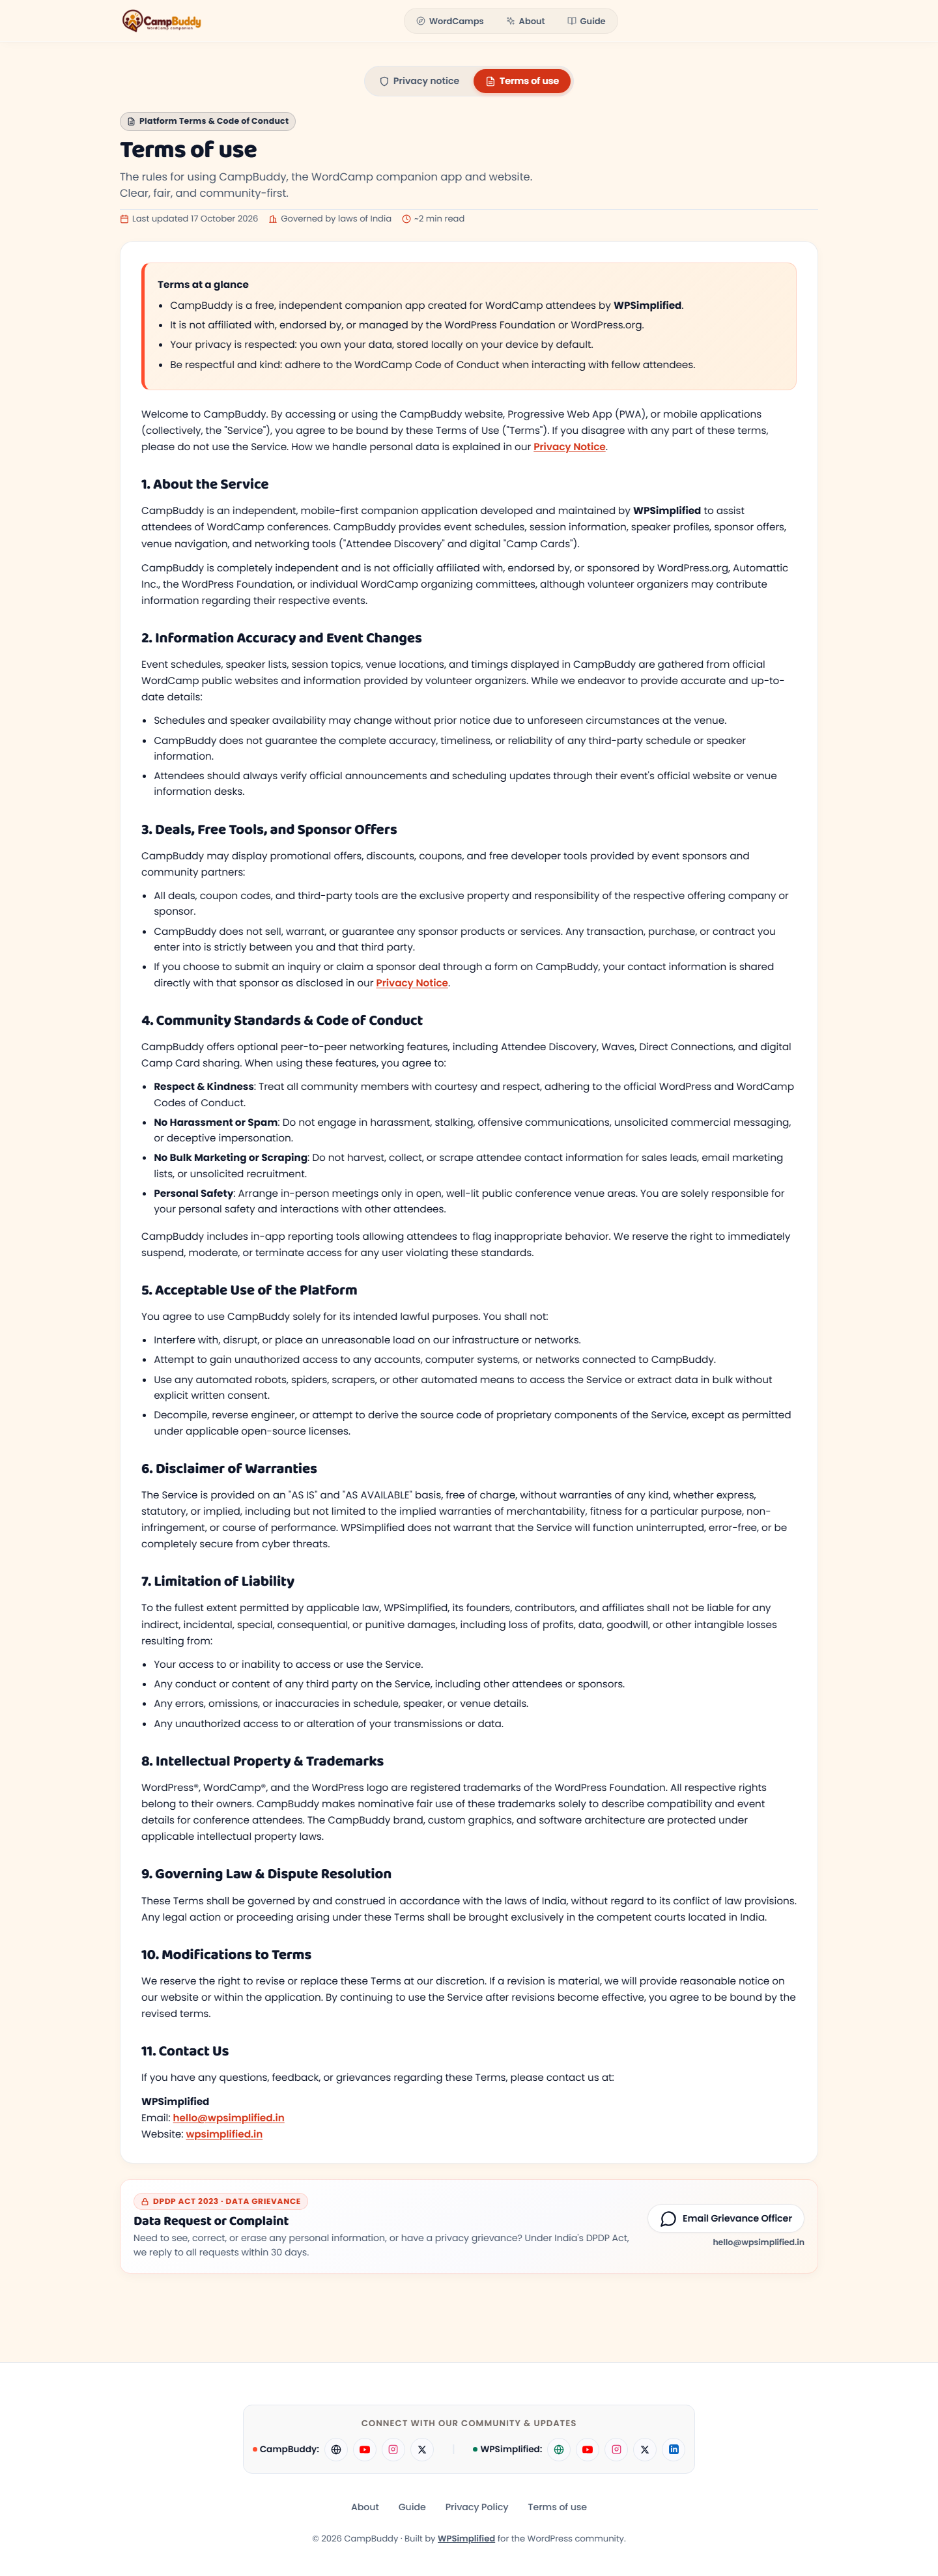 CampBuddy
WordCamp companion
WordCamps
About
Guide
Privacy notice
Terms of use
Platform Terms & Code of Conduct
Terms of use
The rules for using CampBuddy, the WordCamp companion app and website.
Clear, fair, and community-first.
Last updated 17 October 2026
Governed by laws of India
~2 min read
Terms at a glance
• CampBuddy is a free, independent companion app created for WordCamp attendees by WPSimplified.
• It is not affiliated with, endorsed by, or managed by the WordPress Foundation or WordPress.org.
• Your privacy is respected: you own your data, stored locally on your device by default.
• Be respectful and kind: adhere to the WordCamp Code of Conduct when interacting with fellow attendees.
Welcome to CampBuddy. By accessing or using the CampBuddy website, Progressive Web App (PWA), or mobile applications
(collectively, the "Service"), you agree to be bound by these Terms of Use ("Terms"). If you disagree with any part of these terms,
please do not use the Service. How we handle personal data is explained in our Privacy Notice.
1. About the Service
CampBuddy is an independent, mobile-first companion application developed and maintained by WPSimplified to assist
attendees of WordCamp conferences. CampBuddy provides event schedules, session information, speaker profiles, sponsor offers,
venue navigation, and networking tools ("Attendee Discovery" and digital "Camp Cards").
CampBuddy is completely independent and is not officially affiliated with, endorsed by, or sponsored by WordPress.org, Automattic
Inc., the WordPress Foundation, or individual WordCamp organizing committees, although volunteer organizers may contribute
information regarding their respective events.
2. Information Accuracy and Event Changes
Event schedules, speaker lists, session topics, venue locations, and timings displayed in CampBuddy are gathered from official
WordCamp public websites and information provided by volunteer organizers. While we endeavor to provide accurate and up-to-
date details:
• Schedules and speaker availability may change without prior notice due to unforeseen circumstances at the venue.
• CampBuddy does not guarantee the complete accuracy, timeliness, or reliability of any third-party schedule or speaker
information.
• Attendees should always verify official announcements and scheduling updates through their event's official website or venue
information desks.
3. Deals, Free Tools, and Sponsor Offers
CampBuddy may display promotional offers, discounts, coupons, and free developer tools provided by event sponsors and
community partners:
• All deals, coupon codes, and third-party tools are the exclusive property and responsibility of the respective offering company or
sponsor.
• CampBuddy does not sell, warrant, or guarantee any sponsor products or services. Any transaction, purchase, or contract you
enter into is strictly between you and that third party.
• If you choose to submit an inquiry or claim a sponsor deal through a form on CampBuddy, your contact information is shared
directly with that sponsor as disclosed in our Privacy Notice.
4. Community Standards & Code of Conduct
CampBuddy offers optional peer-to-peer networking features, including Attendee Discovery, Waves, Direct Connections, and digital
Camp Card sharing. When using these features, you agree to:
• Respect & Kindness: Treat all community members with courtesy and respect, adhering to the official WordPress and WordCamp
Codes of Conduct.
• No Harassment or Spam: Do not engage in harassment, stalking, offensive communications, unsolicited commercial messaging,
or deceptive impersonation.
• No Bulk Marketing or Scraping: Do not harvest, collect, or scrape attendee contact information for sales leads, email marketing
lists, or unsolicited recruitment.
• Personal Safety: Arrange in-person meetings only in open, well-lit public conference venue areas. You are solely responsible for
your personal safety and interactions with other attendees.
CampBuddy includes in-app reporting tools allowing attendees to flag inappropriate behavior. We reserve the right to immediately
suspend, moderate, or terminate access for any user violating these standards.
5. Acceptable Use of the Platform
You agree to use CampBuddy solely for its intended lawful purposes. You shall not:
• Interfere with, disrupt, or place an unreasonable load on our infrastructure or networks.
• Attempt to gain unauthorized access to any accounts, computer systems, or networks connected to CampBuddy.
• Use any automated robots, spiders, scrapers, or other automated means to access the Service or extract data in bulk without
explicit written consent.
• Decompile, reverse engineer, or attempt to derive the source code of proprietary components of the Service, except as permitted
under applicable open-source licenses.
6. Disclaimer of Warranties
The Service is provided on an "AS IS" and "AS AVAILABLE" basis, free of charge, without warranties of any kind, whether express,
statutory, or implied, including but not limited to the implied warranties of merchantability, fitness for a particular purpose, non-
infringement, or course of performance. WPSimplified does not warrant that the Service will function uninterrupted, error-free, or be
completely secure from cyber threats.
7. Limitation of Liability
To the fullest extent permitted by applicable law, WPSimplified, its founders, contributors, and affiliates shall not be liable for any
indirect, incidental, special, consequential, or punitive damages, including loss of profits, data, goodwill, or other intangible losses
resulting from:
• Your access to or inability to access or use the Service.
• Any conduct or content of any third party on the Service, including other attendees or sponsors.
• Any errors, omissions, or inaccuracies in schedule, speaker, or venue details.
• Any unauthorized access to or alteration of your transmissions or data.
8. Intellectual Property & Trademarks
WordPress®, WordCamp®, and the WordPress logo are registered trademarks of the WordPress Foundation. All respective rights
belong to their owners. CampBuddy makes nominative fair use of these trademarks solely to describe compatibility and event
details for conference attendees. The CampBuddy brand, custom graphics, and software architecture are protected under
applicable intellectual property laws.
9. Governing Law & Dispute Resolution
These Terms shall be governed by and construed in accordance with the laws of India, without regard to its conflict of law provisions.
Any legal action or proceeding arising under these Terms shall be brought exclusively in the competent courts located in India.
10. Modifications to Terms
We reserve the right to revise or replace these Terms at our discretion. If a revision is material, we will provide reasonable notice on
our website or within the application. By continuing to use the Service after revisions become effective, you agree to be bound by the
revised terms.
11. Contact Us
If you have any questions, feedback, or grievances regarding these Terms, please contact us at:
WPSimplified
Email: hello@wpsimplified.in
Website: wpsimplified.in
DPDP ACT 2023 · DATA GRIEVANCE
Data Request or Complaint
Need to see, correct, or erase any personal information, or have a privacy grievance? Under India's DPDP Act,
we reply to all requests within 30 days.
Email Grievance Officer
hello@wpsimplified.in
CONNECT WITH OUR COMMUNITY & UPDATES
CampBuddy:
WPSimplified:
About
Guide
Privacy Policy
Terms of use
© 2026 CampBuddy · Built by WPSimplified for the WordPress community.